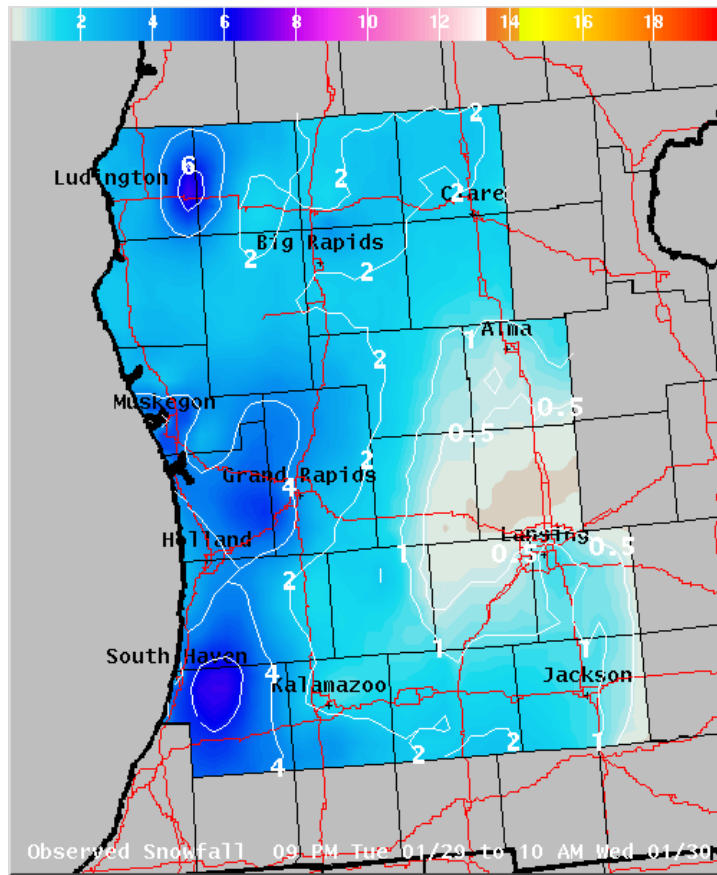 2 4 6 8 10 12 14 16 18
2
6
Ludington
2
2
Clare
Big Rapids
2
2
1
Alma
2
Muskegon
0.5
0.5
2
Grand Rapids
4
Holland
Lansing
1
0.5
0.5
2
South Haven
1
1
4
Kalamazoo
Jackson
2
2
1
4
Observed Snowfall 09 PM Tue 01/29 to 10 AM Wed 01/30